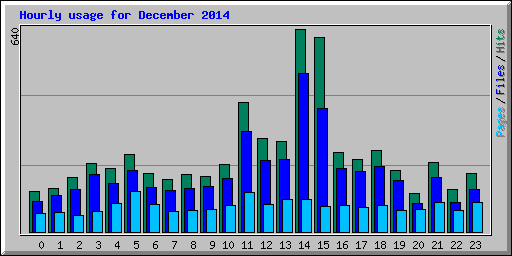 Hourly usage for December 2014
640
Pages/Files/Hits
0 1 2 3 4 5 6 7 8 9 10 11 12 13 14 15 16 17 18 19 20 21 22 23